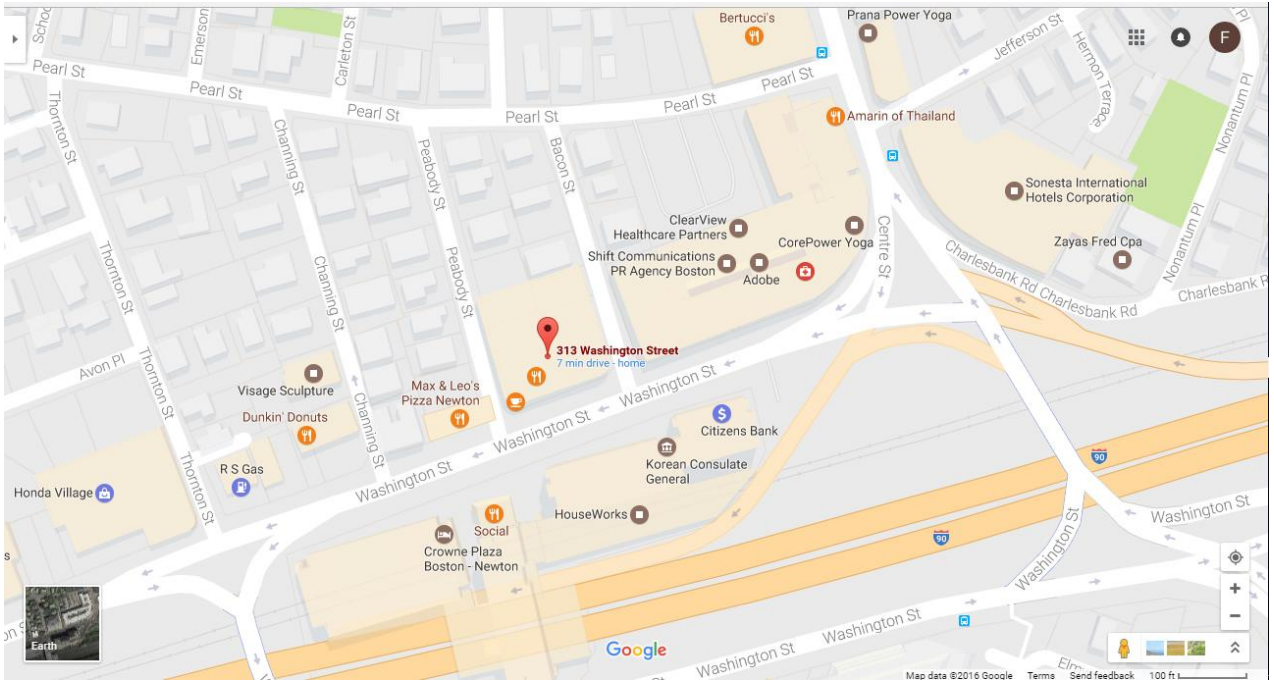 Bertucci's
Prana Power Yoga
F
Jefferson St
Hermon Terrace
Nonantum Pl
Emerson
Carleton St
Pearl St
Pearl St
Pearl St
Pearl St
Pearl St
Amarin of Thailand
Thornton St
Channing St
Peabody St
Bacon St
Sonesta International
Hotels Corporation
Nonantum Pl
ClearView
Healthcare Partners
CorePower Yoga
Centre St
Zayas Fred Cpa
Shift Communications
PR Agency Boston
Adobe
Charlesbank Rd
Charlesbank Rd
Charlesbank R
Thornton St
Channing St
Peabody St
313 Washington Street
7 min drive - home
Avon Pl
Visage Sculpture
Max & Leo's
Pizza Newton
Washington St
Dunkin' Donuts
Thornton St
Channing St
Citizens Bank
Washington St
R S Gas
Korean Consulate
General
90
Honda Village
Washington St
HouseWorks
Washington St
Social
90
Crowne Plaza
Boston - Newton
Washington St
Washington St
Earth
Google
Map data ©2016 Google Terms Send feedback 100 ft